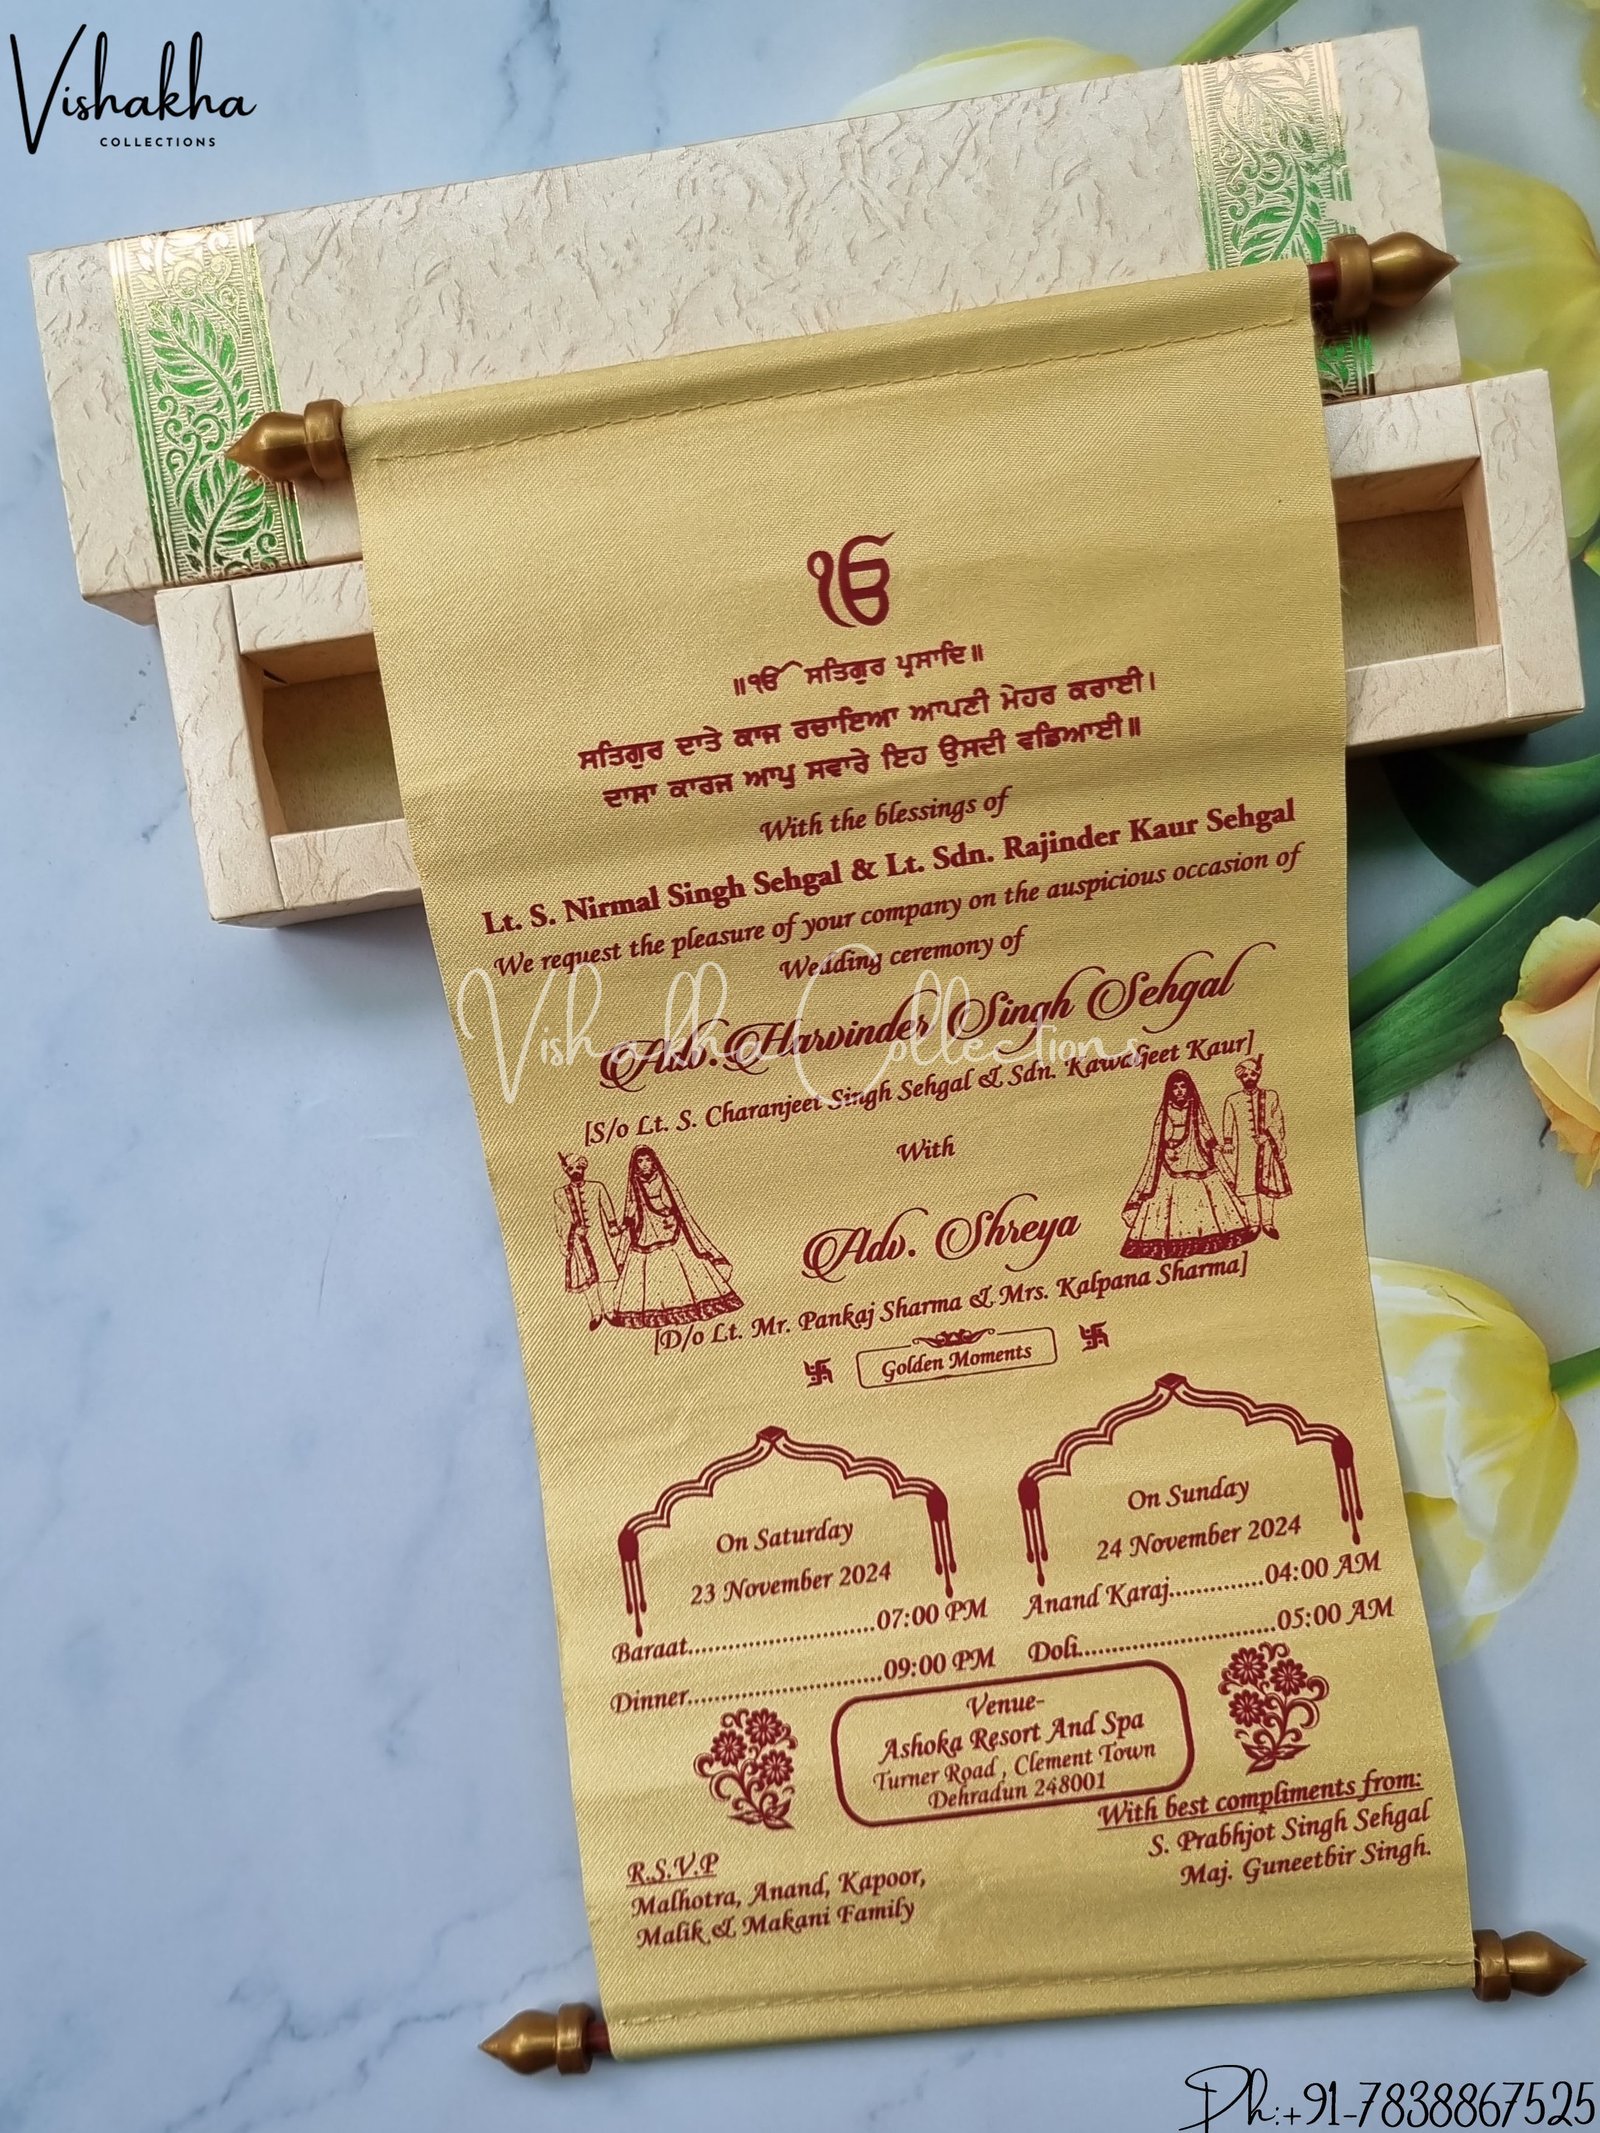 Vishakha
COLLECTIONS
ੴ
॥ੴ ਸਤਿਗੁਰ ਪ੍ਰਸਾਦਿ॥
ਸਤਿਗੁਰ ਦਾਤੇ ਕਾਜ ਰਚਾਇਆ ਆਪਣੀ ਮੇਹਰ ਕਰਾਈ।
ਦਾਸਾ ਕਾਰਜ ਆਪੁ ਸਵਾਰੇ ਇਹ ਉਸਦੀ ਵਡਿਆਈ॥
With the blessings of
Lt. S. Nirmal Singh Sehgal & Lt. Sdn. Rajinder Kaur Sehgal
We request the pleasure of your company on the auspicious occasion of
Wedding ceremony of
Adv. Harvinder Singh Sehgal
Vishakha Collections
[S/o Lt. S. Charanjeet Singh Sehgal & Sdn. Kawaljeet Kaur]
With
Adv. Shreya
[D/o Lt. Mr. Pankaj Sharma & Mrs. Kalpana Sharma]
Golden Moments
On Saturday
23 November 2024
Baraat..............................07:00 PM
Dinner...............................09:00 PM
On Sunday
24 November 2024
Anand Karaj..............04:00 AM
Doli..............................05:00 AM
Venue-
Ashoka Resort And Spa
Turner Road , Clement Town
Dehradun 248001
With best compliments from:
S. Prabhjot Singh Sehgal
Maj. Guneetbir Singh.
R.S.V.P
Malhotra, Anand, Kapoor,
Malik & Makani Family
Ph:+91-7838867525